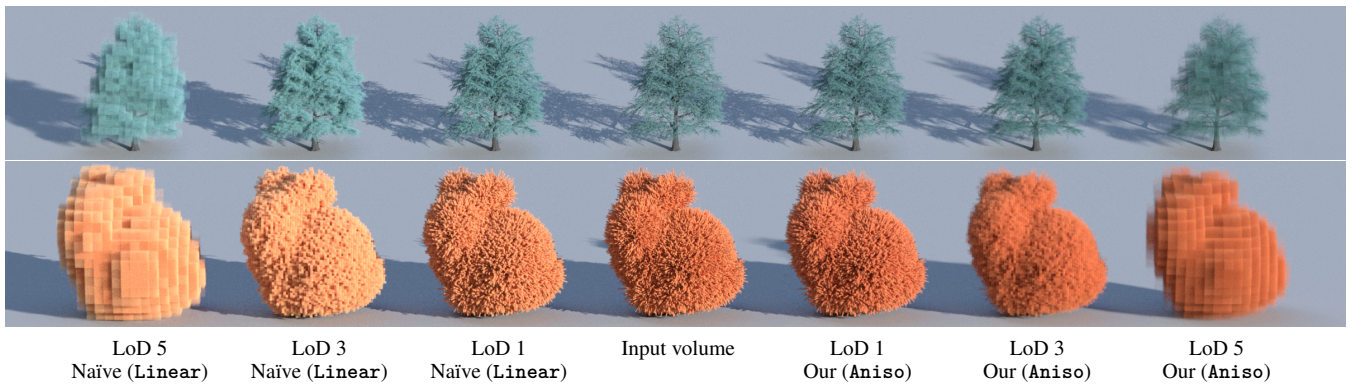 LoD 5
Naïve (Linear)
LoD 3
Naïve (Linear)
LoD 1
Naïve (Linear)
Input volume
LoD 1
Our (Aniso)
LoD 3
Our (Aniso)
LoD 5
Our (Aniso)